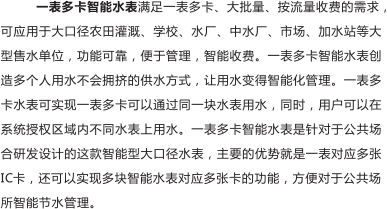 一表多卡智能水表满足一表多卡、大批量、按流量收费的需求，
可应用于大口径农田灌溉、学校、水厂、中水厂、市场、加水站等大
型售水单位，功能可靠，便于管理，智能收费。一表多卡智能水表创
造多个人用水不会拥挤的供水方式，让用水变得智能化管理。一表多
卡水表可实现一表多卡可以通过同一块水表用水，同时，用户可以在
系统授权区域内不同水表上用水。一表多卡智能水表是针对于公共场
合研发设计的这款智能型大口径水表，主要的优势就是一表对应多张
IC卡，还可以实现多块智能水表对应多张卡的功能，方便对于公共场
所智能节水管理。